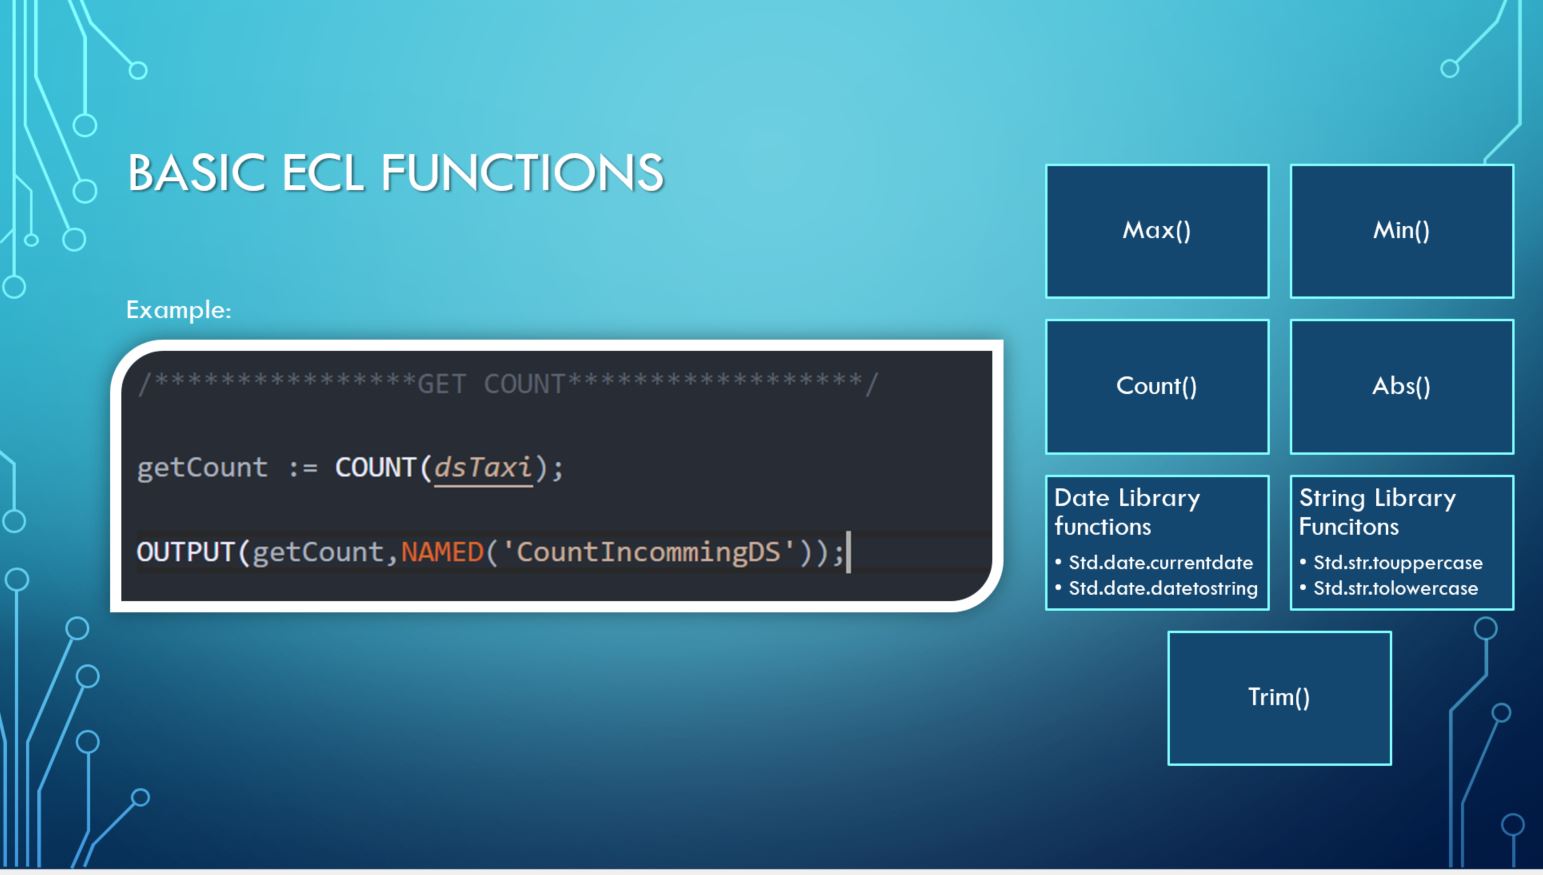 BASIC ECL FUNCTIONS
Example:
/****************GET COUNT******************/
getCount := COUNT(dsTaxi);
OUTPUT(getCount,NAMED('CountIncommingDS'));
Max()
Min()
Count()
Abs()
Date Library
functions
• Std.date.currentdate
• Std.date.datetostring
String Library
Funcitons
• Std.str.touppercase
• Std.str.tolowercase
Trim()